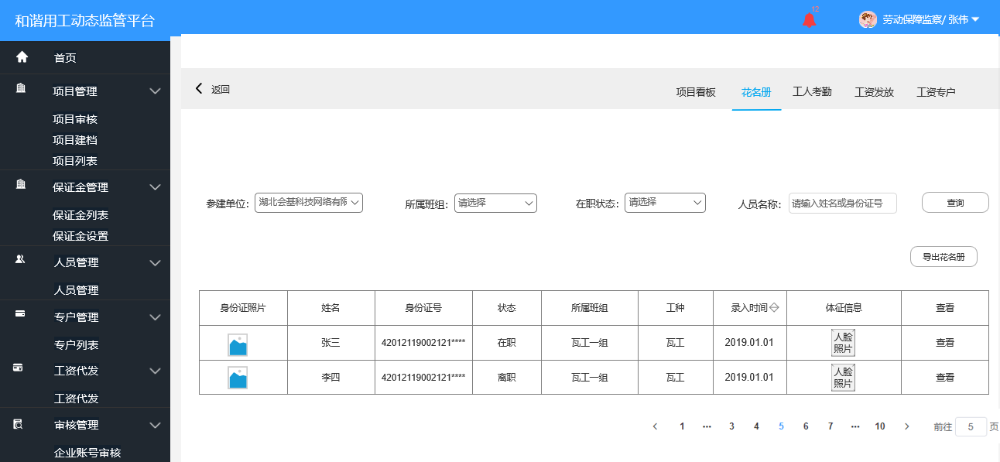 和谐用工动态监管平台
12
劳动保障监察/ 张伟
首页
项目管理
项目审核
项目建档
项目列表
保证金管理
保证金列表
保证金设置
人员管理
人员管理
专户管理
专户列表
工资代发
工资代发
审核管理
企业账号审核
返回
项目看板 花名册 工人考勤 工资发放 工资专户
参建单位: 湖北会基科技网络有限 所属班组: 请选择 在职状态: 请选择 人员名称: 请输入姓名或身份证号 查询
导出花名册
身份证照片 姓名 身份证号 状态 所属班组 工种 录入时间 体征信息 查看
张三 42012119002121**** 在职 瓦工一组 瓦工 2019.01.01 人脸照片 查看
李四 42012119002121**** 离职 瓦工一组 瓦工 2019.01.01 人脸照片 查看
1 ··· 3 4 5 6 7 ··· 10 前往 5 页